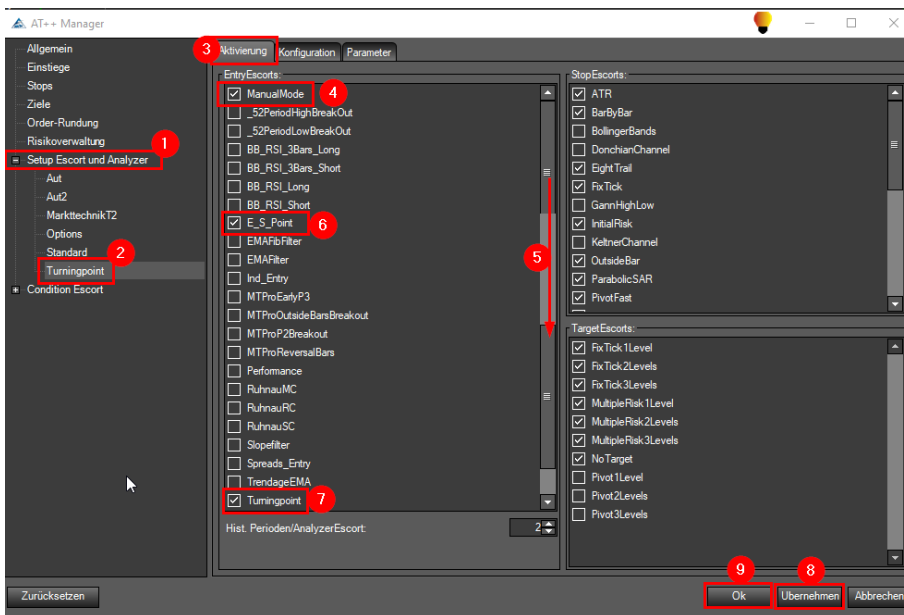 AT++ Manager
Allgemein
Einstiege
Stops
Ziele
Order-Rundung
Risikoverwaltung
1
Setup Escort und Analyzer
Aut
Aut2
MarkttechnikT2
Options
Standard
2
Turningpoint
Condition Escort
3
Aktivierung
Konfiguration
Parameter
EntryEscorts:
ManualMode
4
_52PeriodHighBreakOut
_52PeriodLowBreakOut
BB_RSI_3Bars_Long
BB_RSI_3Bars_Short
BB_RSI_Long
BB_RSI_Short
E_S_Point
6
5
EMAFibFilter
EMAFilter
Ind_Entry
MTProEarlyP3
MTProOutsideBarsBreakout
MTProP2Breakout
MTProReversalBars
Performance
RuhnauMC
RuhnauRC
RuhnauSC
Slopefilter
Spreads_Entry
TrendageEMA
Turningpoint
7
Hist. Perioden/AnalyzerEscort:
2
StopEscorts:
ATR
BarByBar
BollingerBands
DonchianChannel
EightTrail
FixTick
GannHighLow
InitialRisk
KeltnerChannel
OutsideBar
ParabolicSAR
PivotFast
TargetEscorts:
FixTick1Level
FixTick2Levels
FixTick3Levels
MultipleRisk1Level
MultipleRisk2Levels
MultipleRisk3Levels
NoTarget
Pivot1Level
Pivot2Levels
Pivot3Levels
9
8
Zurücksetzen
Ok
Übernehmen
Abbrechen